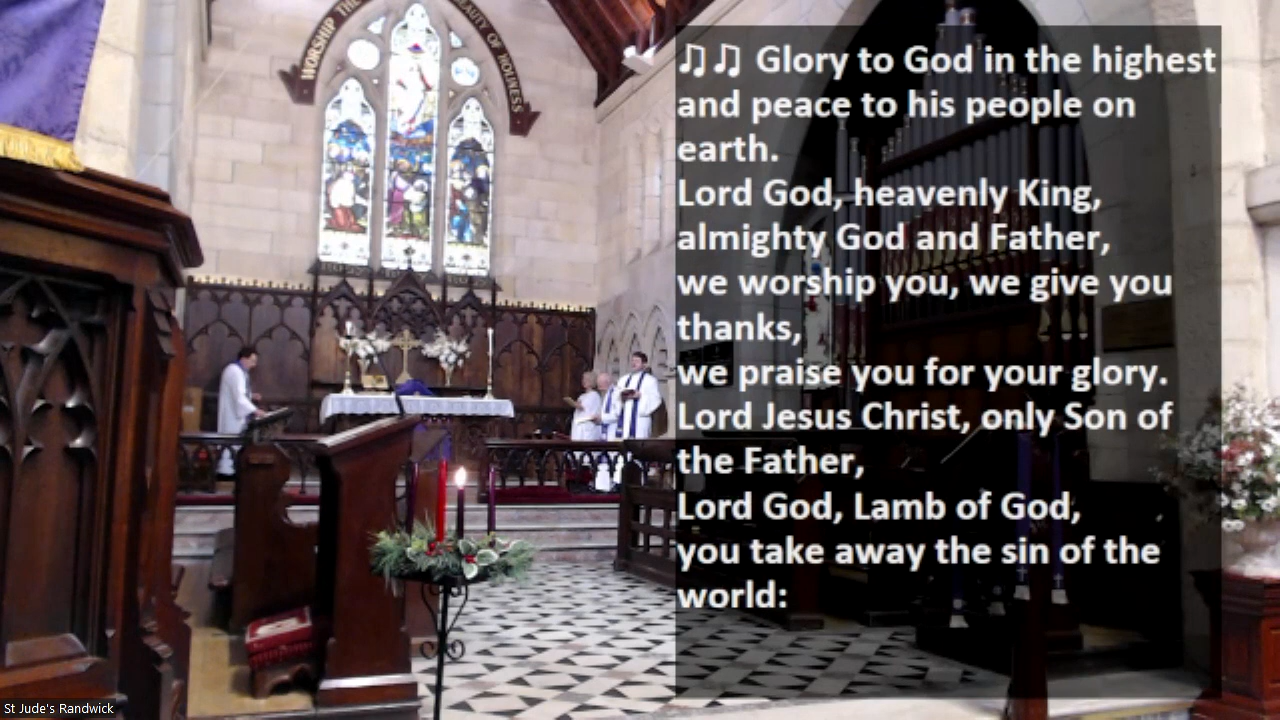 WORSHIP THE BEAUTY OF HOLINESS
♫♫ Glory to God in the highest
and peace to his people on
earth.
Lord God, heavenly King,
almighty God and Father,
we worship you, we give you
thanks,
we praise you for your glory.
Lord Jesus Christ, only Son of
the Father,
Lord God, Lamb of God,
you take away the sin of the
world:
St Jude's Randwick